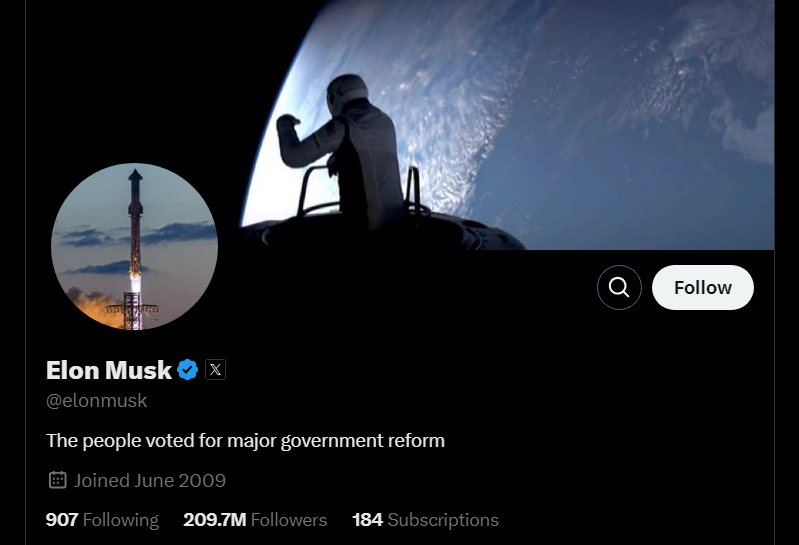 Follow
Elon Musk 𝕏
@elonmusk
The people voted for major government reform
Joined June 2009
907 Following 209.7M Followers 184 Subscriptions